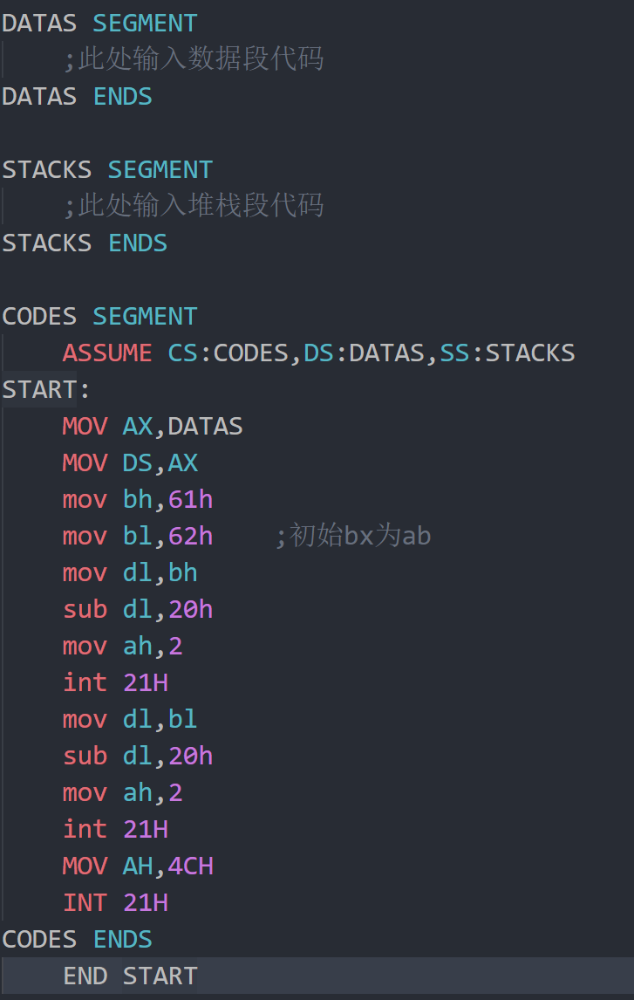 DATAS SEGMENT
;此处输入数据段代码
DATAS ENDS
STACKS SEGMENT
;此处输入堆栈段代码
STACKS ENDS
CODES SEGMENT
ASSUME CS:CODES,DS:DATAS,SS:STACKS
START:
MOV AX,DATAS
MOV DS,AX
mov bh,61h
mov bl,62h ;初始bx为ab
mov dl,bh
sub dl,20h
mov ah,2
int 21H
mov dl,bl
sub dl,20h
mov ah,2
int 21H
MOV AH,4CH
INT 21H
CODES ENDS
END START